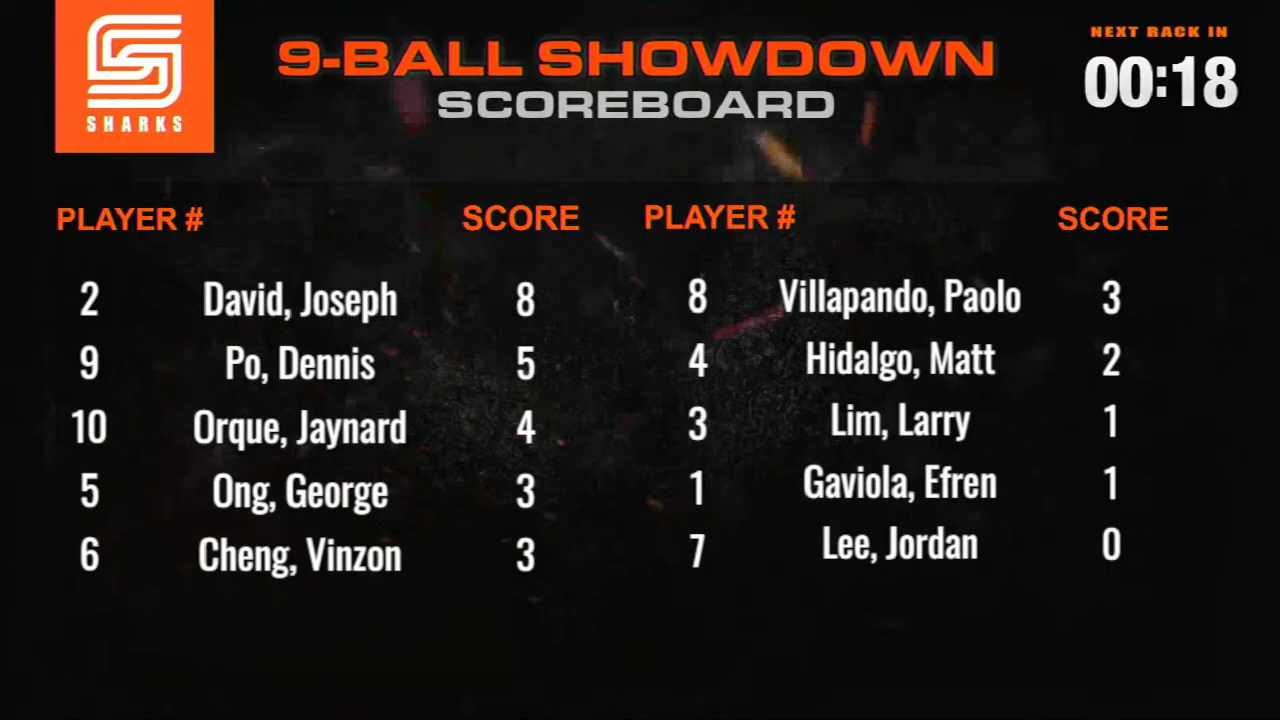 SHARKS
9-BALL SHOWDOWN
SCOREBOARD
NEXT RACK IN
00:18
PLAYER # SCORE PLAYER # SCORE
2 David, Joseph 8 8 Villapando, Paolo 3
9 Po, Dennis 5 4 Hidalgo, Matt 2
10 Orque, Jaynard 4 3 Lim, Larry 1
5 Ong, George 3 1 Gaviola, Efren 1
6 Cheng, Vinzon 3 7 Lee, Jordan 0